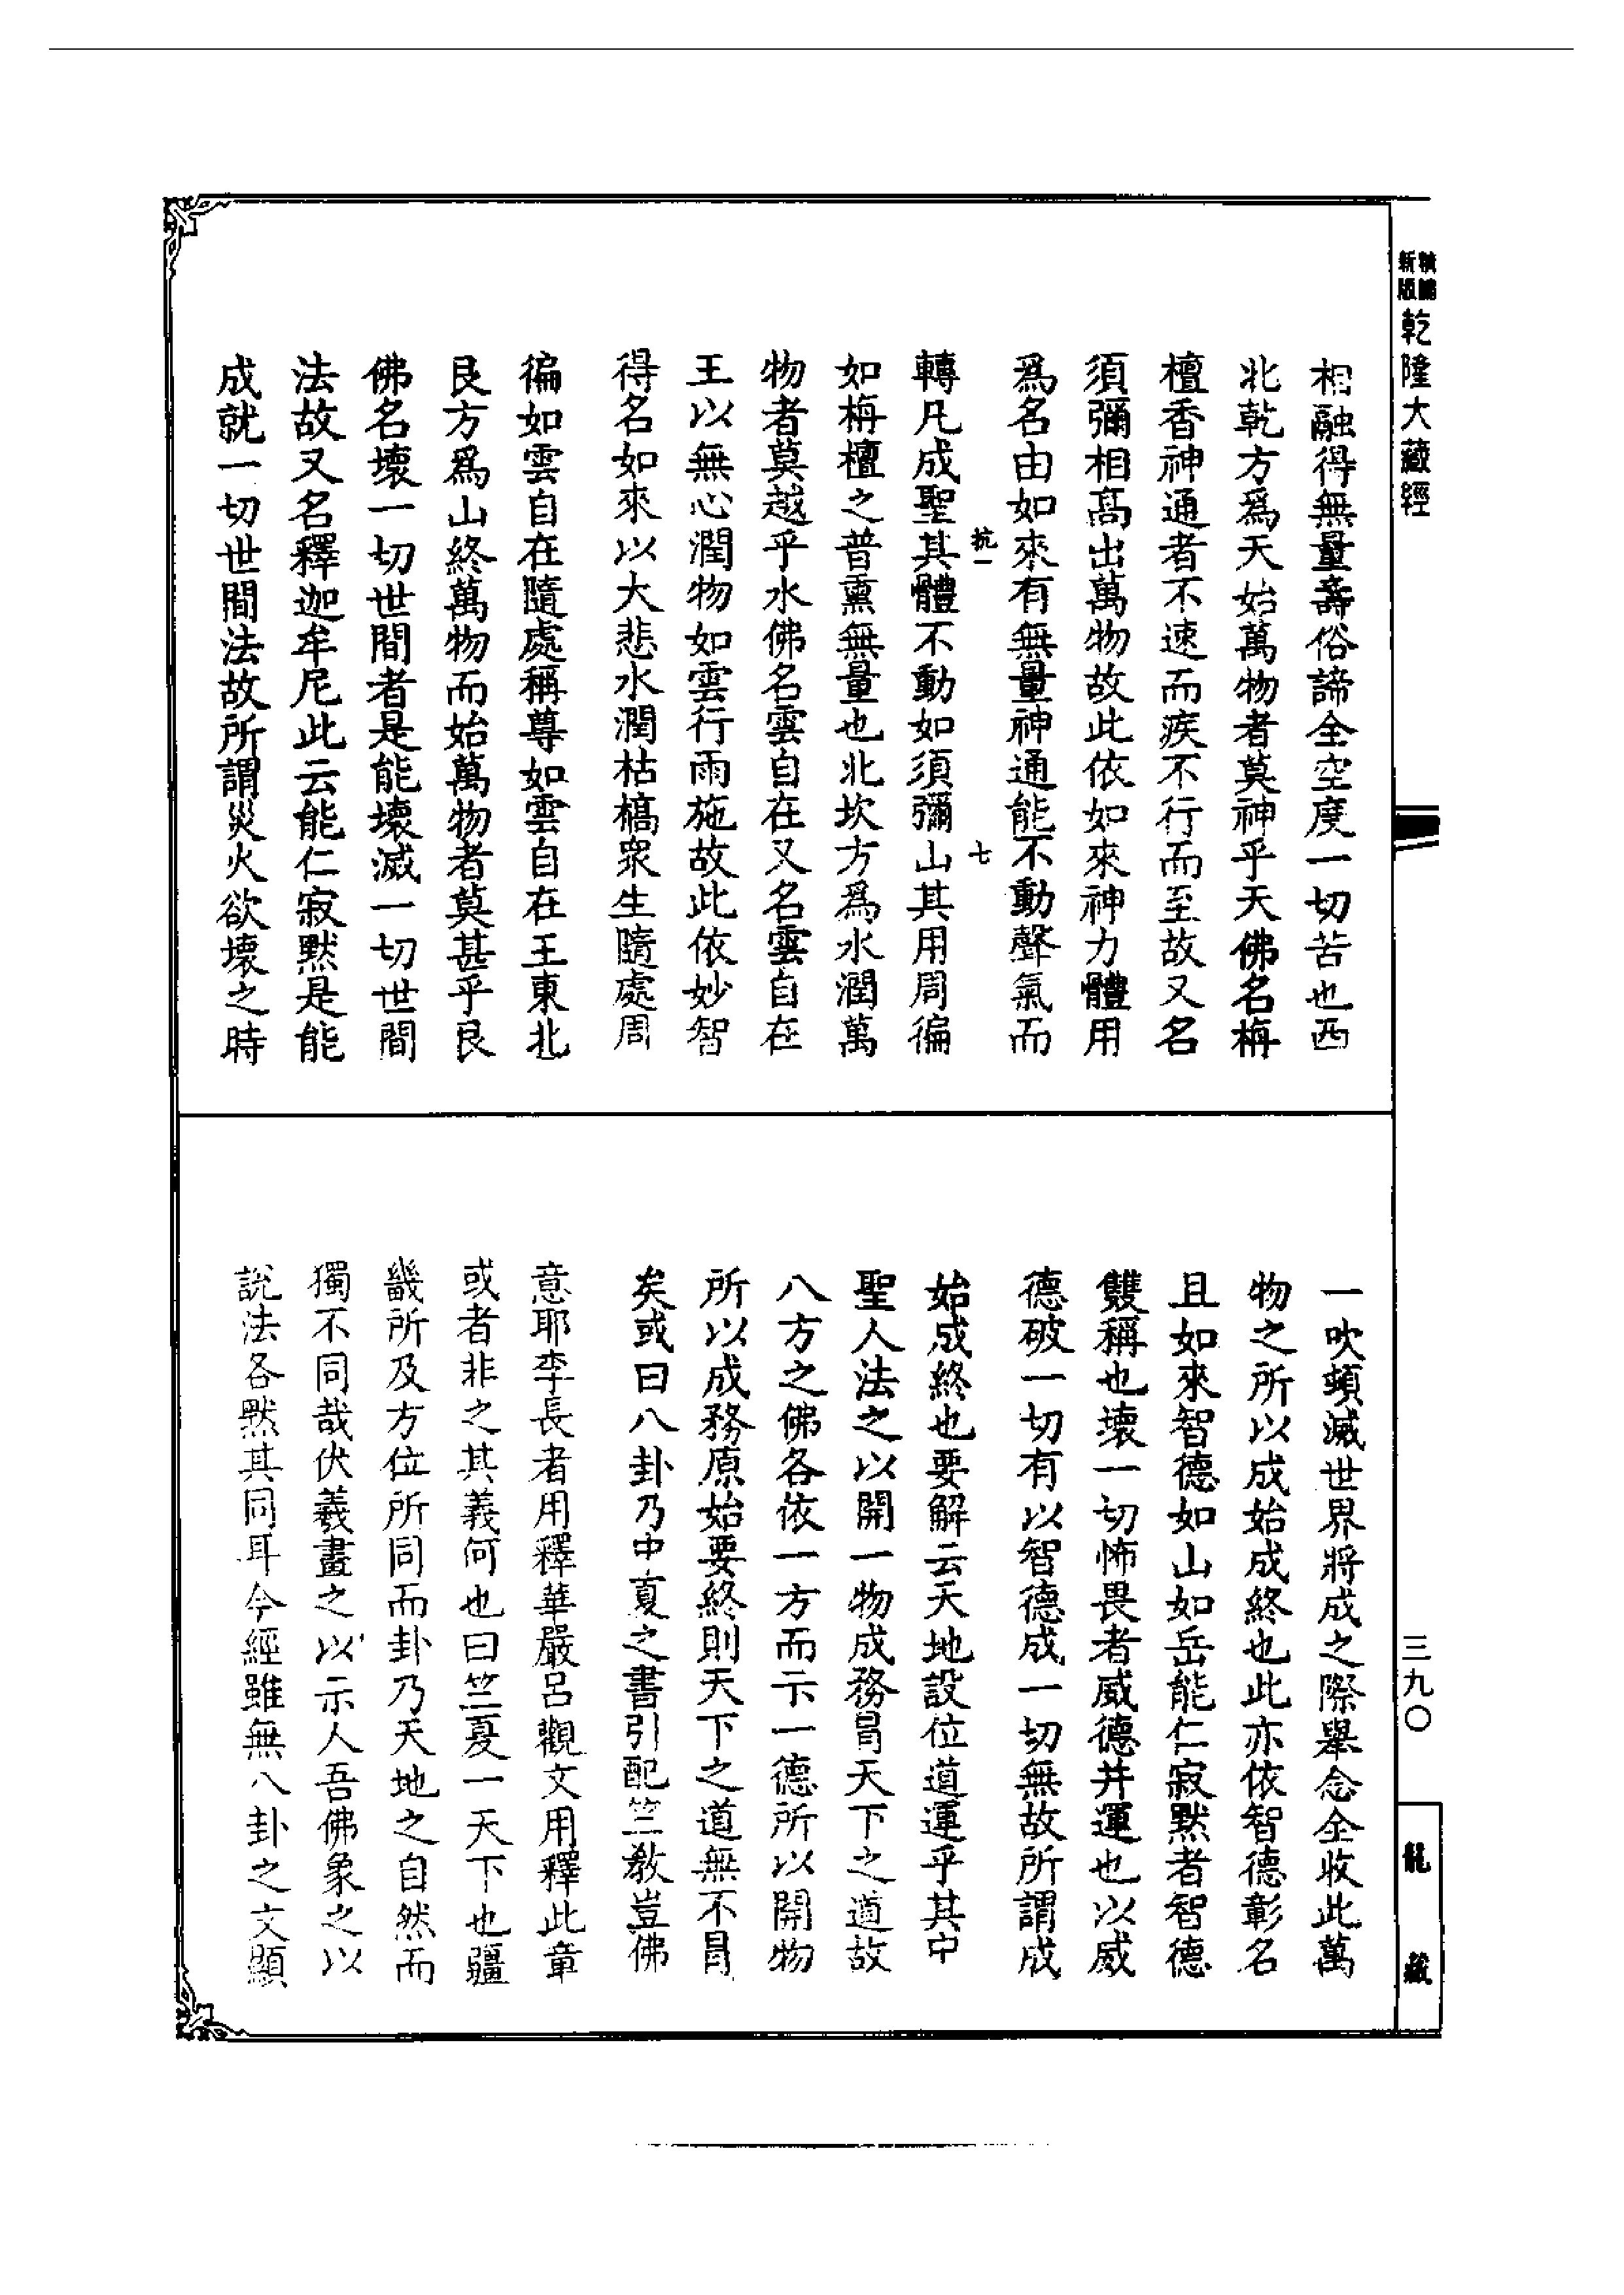 精編
新版
乾隆大藏經
相融得無量壽俗諦全空度一切苦也西
北乾方爲天始萬物者莫神乎天佛名栴
檀香神通者不速而疾不行而至故又名
須彌相高出萬物故此依如來神力體用
爲名由如來有無量神通能不動聲氣而
抗一
七
轉凡成聖其體不動如須彌山其用周徧
如栴檀之普熏無量也北坎方爲水潤萬
物者莫越乎水佛名雲自在又名雲自在
王以無心潤物如雲行雨施故此依妙智
得名如來以大悲水潤枯槁衆生隨處周
徧如雲自在隨處稱尊如雲自在王東北
艮方爲山終萬物而始萬物者莫甚乎艮
佛名壞一切世間者是能壞滅一切世間
法故又名釋迦牟尼此云能仁寂默是能
成就一切世間法故所謂災火欲壞之時
一吹頓滅世界將成之際舉念全收此萬
物之所以成始成終也此亦依智德彰名
且如來智德如山如岳能仁寂默者智德
雙稱也壞一切怖畏者威德并運也以威
德破一切有以智德成一切無故所謂成
始成終也要解云天地設位道運乎其中
聖人法之以開一物成務冒天下之道故
八方之佛各依一方而示一德所以開物
所以成務原始要終則天下之道無不冒
矣或曰八卦乃中夏之書引配竺教豈佛
意耶李長者用釋華嚴呂觀文用釋此章
或者非之其義何也曰竺夏一天下也疆
畿所及方位所同而卦乃天地之自然而
獨不同哉伏羲畫之以示人吾佛象之以
說法各默其同耳今經雖無八卦之文顯
三九〇
龍藏